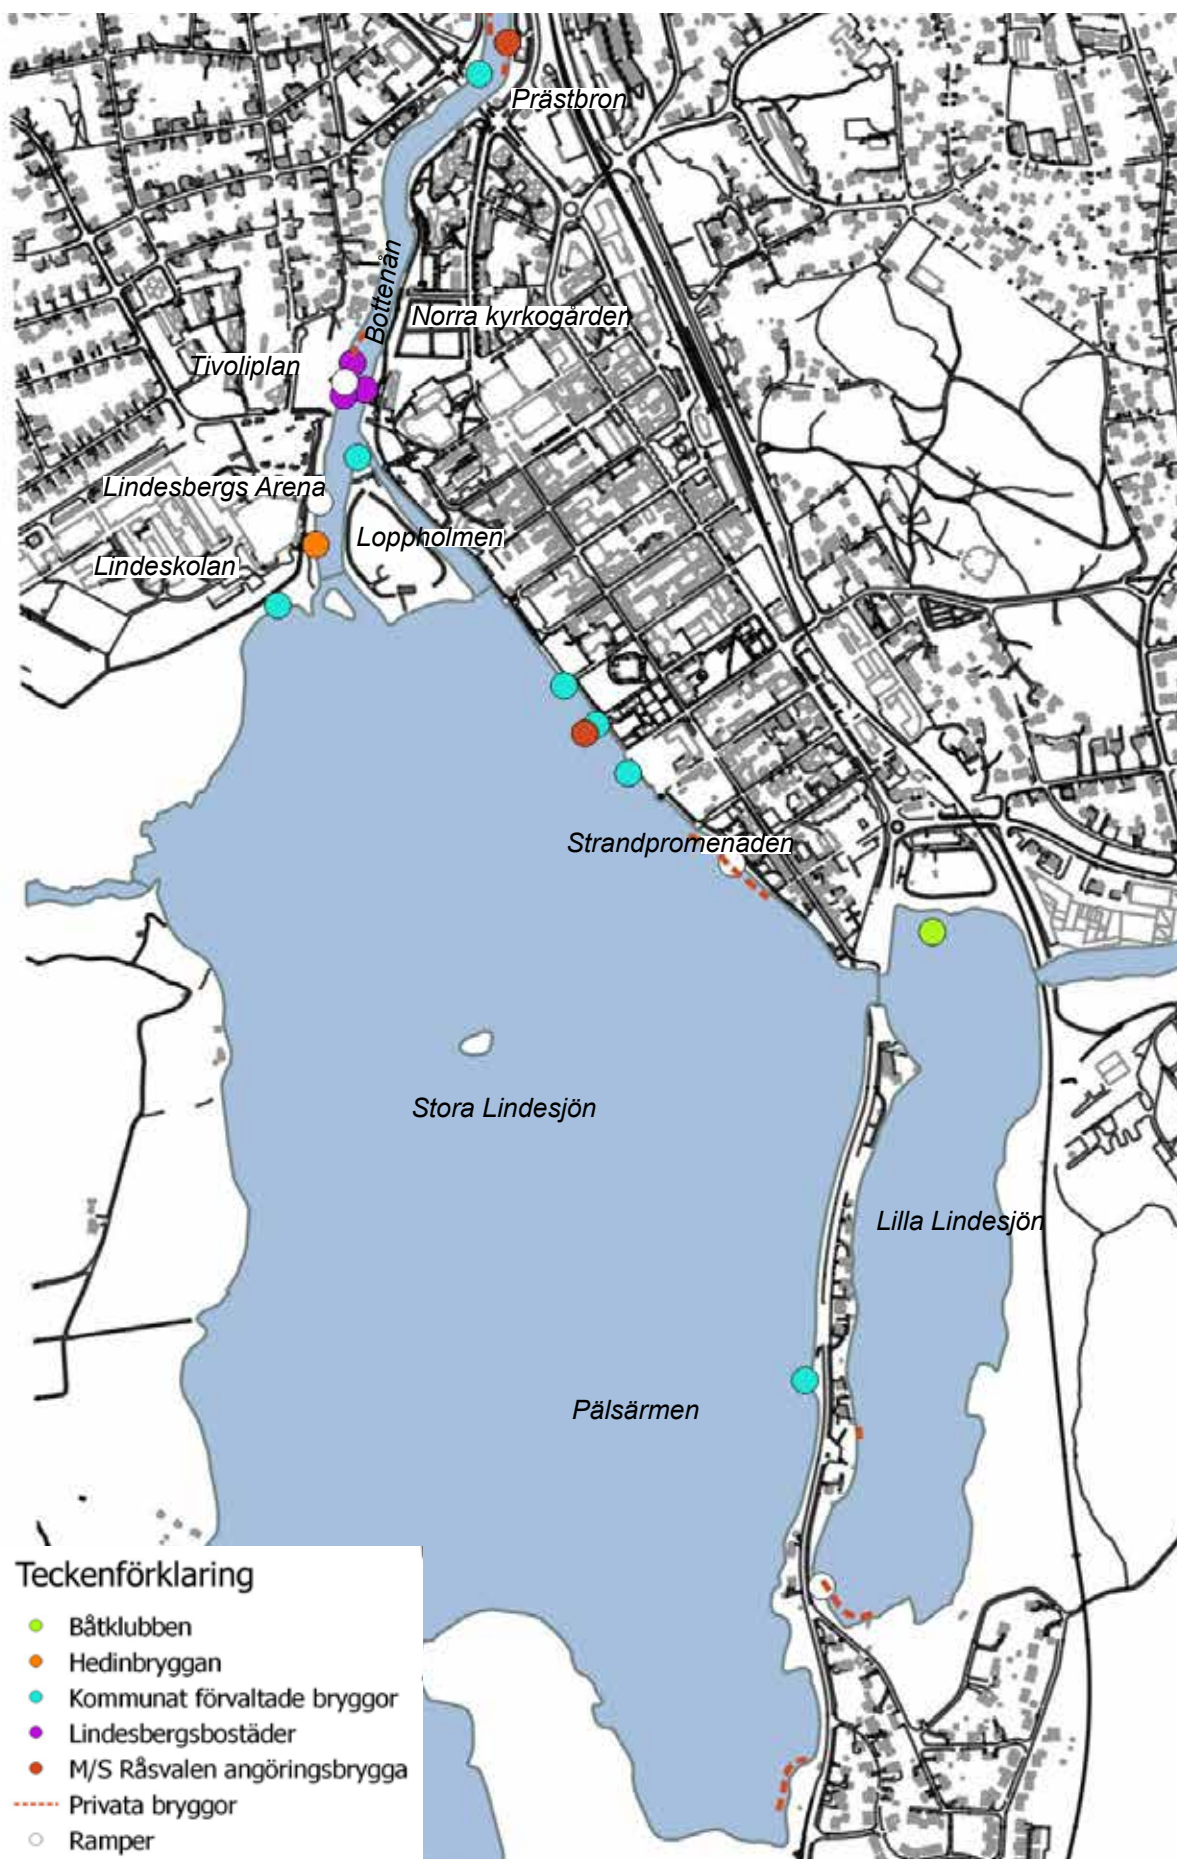 Prästbron
Bottenån
Norra kyrkogården
Tivoliplan
Lindesbergs Arena
Loppholmen
Lindeskolan
Strandpromenaden
Stora Lindesjön
Lilla Lindesjön
Pälsärmen
Teckenförklaring
Båtklubben
Hedinbryggan
Kommunat förvaltade bryggor
Lindesbergsbostäder
M/S Råsvalen angöringsbrygga
Privata bryggor
Ramper